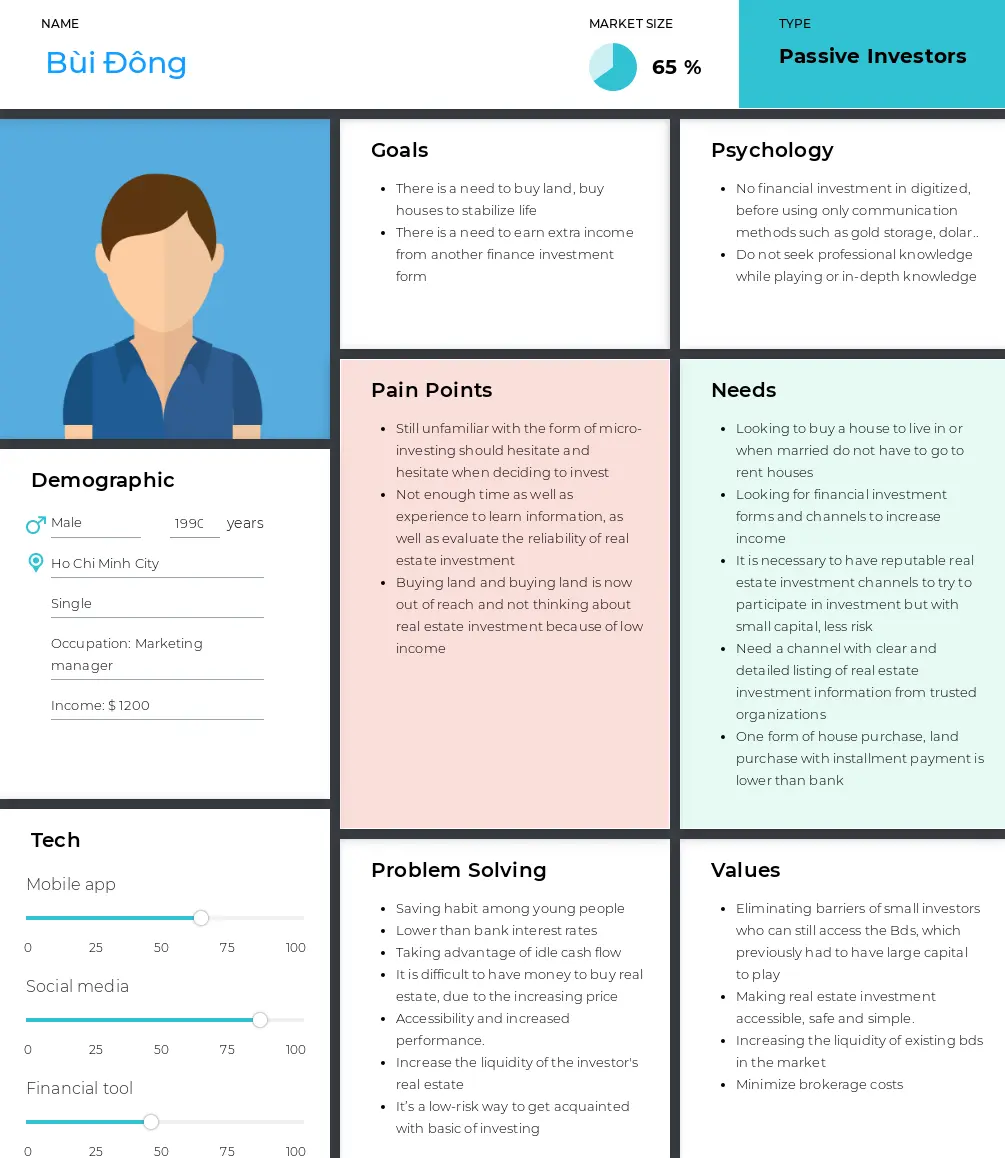 NAME
Bùi Đông
MARKET SIZE
65 %
TYPE
Passive Investors
Demographic
Male
1990 years
Ho Chi Minh City
Single
Occupation: Marketing
manager
Income: $ 1200
Tech
Mobile app
0 25 50 75 100
Social media
0 25 50 75 100
Financial tool
0 25 50 75 100
Goals
• There is a need to buy land, buy
houses to stabilize life
• There is a need to earn extra income
from another finance investment
form
Pain Points
• Still unfamiliar with the form of micro-
investing should hesitate and
hesitate when deciding to invest
• Not enough time as well as
experience to learn information, as
well as evaluate the reliability of real
estate investment
• Buying land and buying land is now
out of reach and not thinking about
real estate investment because of low
income
Problem Solving
• Saving habit among young people
• Lower than bank interest rates
• Taking advantage of idle cash flow
• It is difficult to have money to buy real
estate, due to the increasing price
• Accessibility and increased
performance.
• Increase the liquidity of the investor's
real estate
• It’s a low-risk way to get acquainted
with basic of investing
Psychology
• No financial investment in digitized,
before using only communication
methods such as gold storage, dolar..
• Do not seek professional knowledge
while playing or in-depth knowledge
Needs
• Looking to buy a house to live in or
when married do not have to go to
rent houses
• Looking for financial investment
forms and channels to increase
income
• It is necessary to have reputable real
estate investment channels to try to
participate in investment but with
small capital, less risk
• Need a channel with clear and
detailed listing of real estate
investment information from trusted
organizations
• One form of house purchase, land
purchase with installment payment is
lower than bank
Values
• Eliminating barriers of small investors
who can still access the Bds, which
previously had to have large capital
to play
• Making real estate investment
accessible, safe and simple.
• Increasing the liquidity of existing bds
in the market
• Minimize brokerage costs